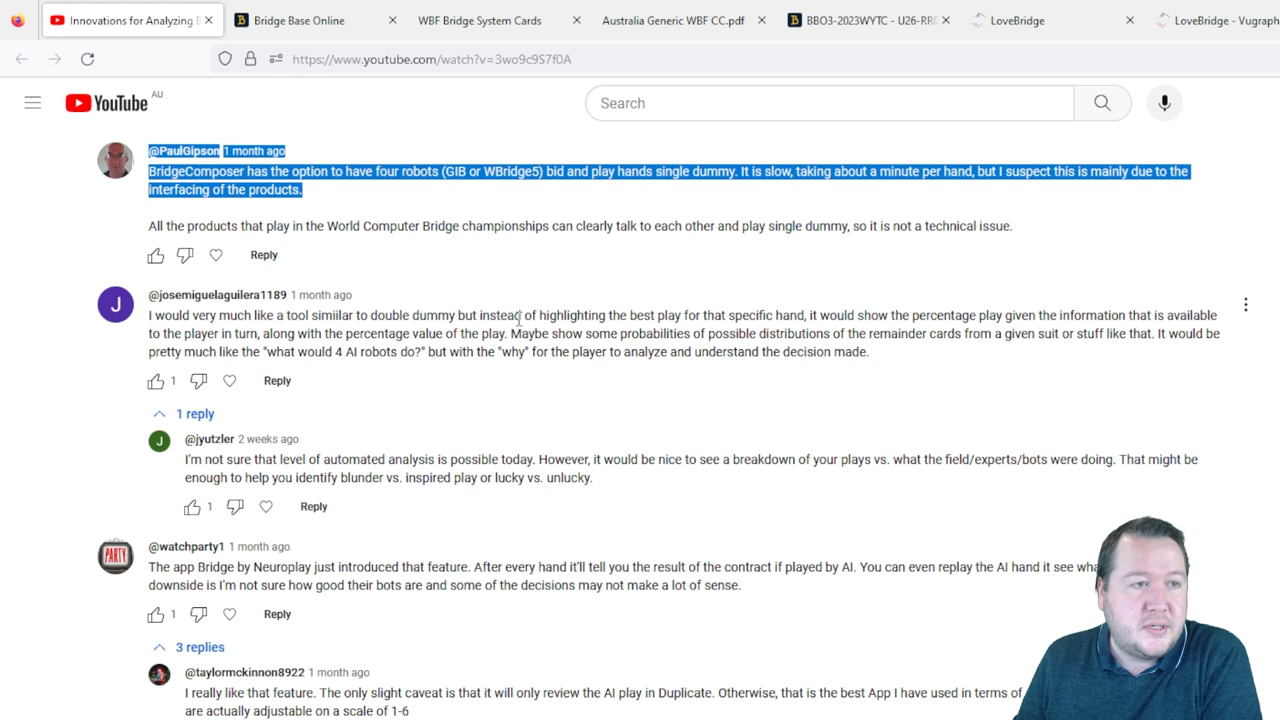 Innovations for Analyzing B
Bridge Base Online
WBF Bridge System Cards
Australia Generic WBF CC.pdf
BBO3-2023WYTC - U26-RRO
LoveBridge
LoveBridge - Vugraph
https://www.youtube.com/watch?v=3wo9c9S7f0A
YouTube AU
Search
@PaulGipson 1 month ago
BridgeComposer has the option to have four robots (GIB or WBridge5) bid and play hands single dummy. It is slow, taking about a minute per hand, but I suspect this is mainly due to the
interfacing of the products.
All the products that play in the World Computer Bridge championships can clearly talk to each other and play single dummy, so it is not a technical issue.
Reply
J
@josemiguelaguilera1189 1 month ago
I would very much like a tool simiilar to double dummy but instead of highlighting the best play for that specific hand, it would show the percentage play given the information that is available
to the player in turn, along with the percentage value of the play. Maybe show some probabilities of possible distributions of the remainder cards from a given suit or stuff like that. It would be
pretty much like the "what would 4 AI robots do?" but with the "why" for the player to analyze and understand the decision made.
1 Reply
1 reply
J
@jyutzler 2 weeks ago
I'm not sure that level of automated analysis is possible today. However, it would be nice to see a breakdown of your plays vs. what the field/experts/bots were doing. That might be
enough to help you identify blunder vs. inspired play or lucky vs. unlucky.
1 Reply
PARTY
@watchparty1 1 month ago
The app Bridge by Neuroplay just introduced that feature. After every hand it'll tell you the result of the contract if played by AI. You can even replay the AI hand it see
downside is I'm not sure how good their bots are and some of the decisions may not make a lot of sense.
1 Reply
3 replies
@taylormckinnon8922 1 month ago
I really like that feature. The only slight caveat is that it will only review the AI play in Duplicate. Otherwise, that is the best App I have used in terms of
are actually adjustable on a scale of 1-6